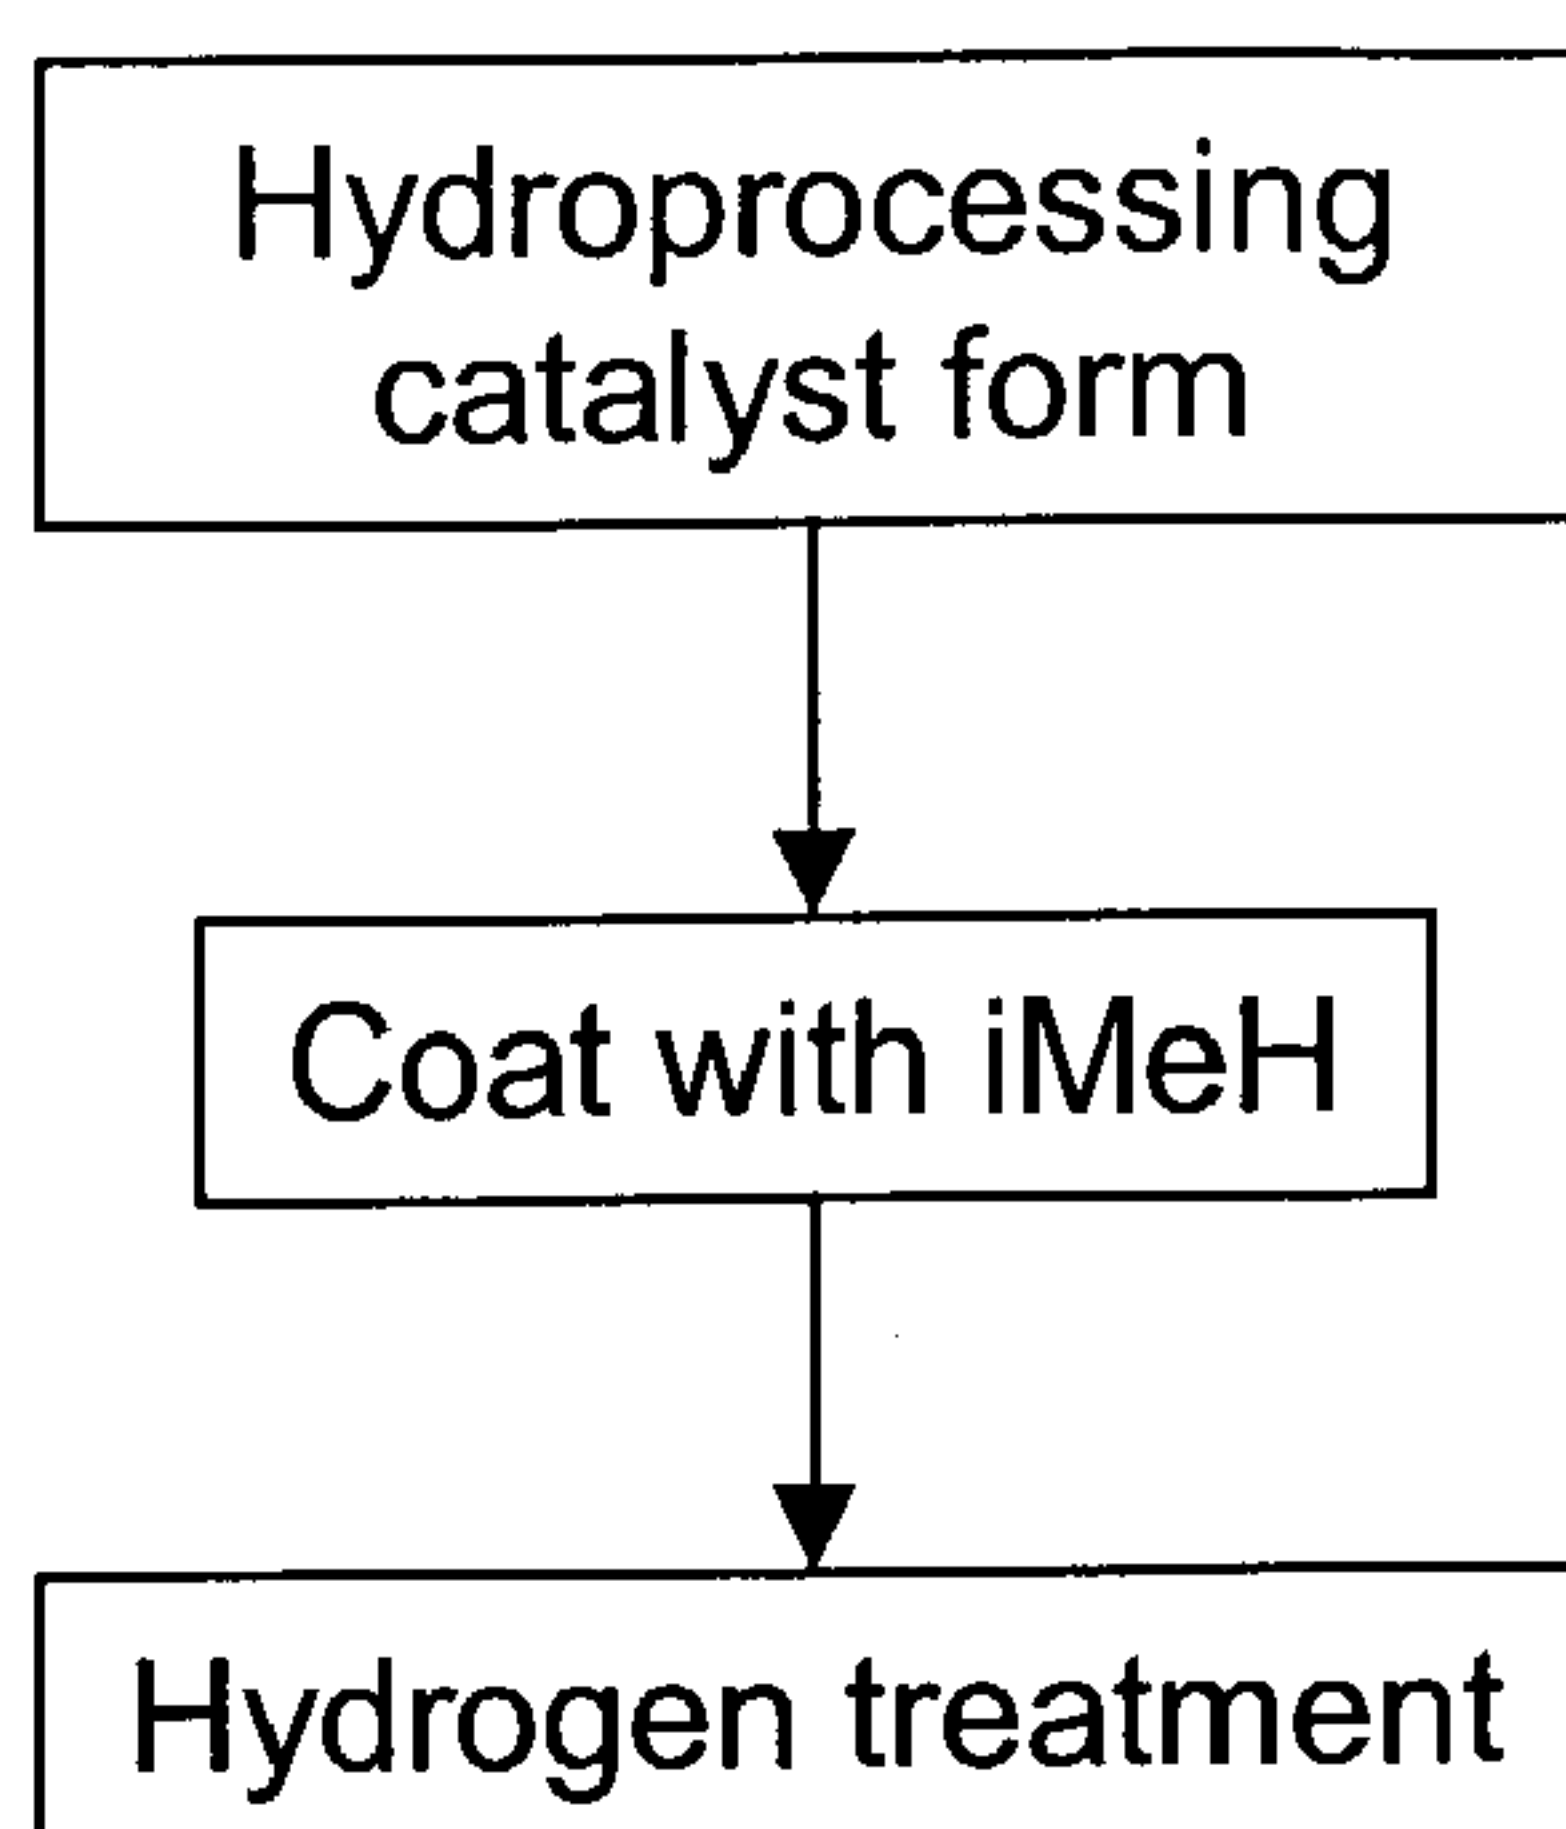 Hydroprocessing
catalyst form
Coat with iMeH
Hydrogen treatment